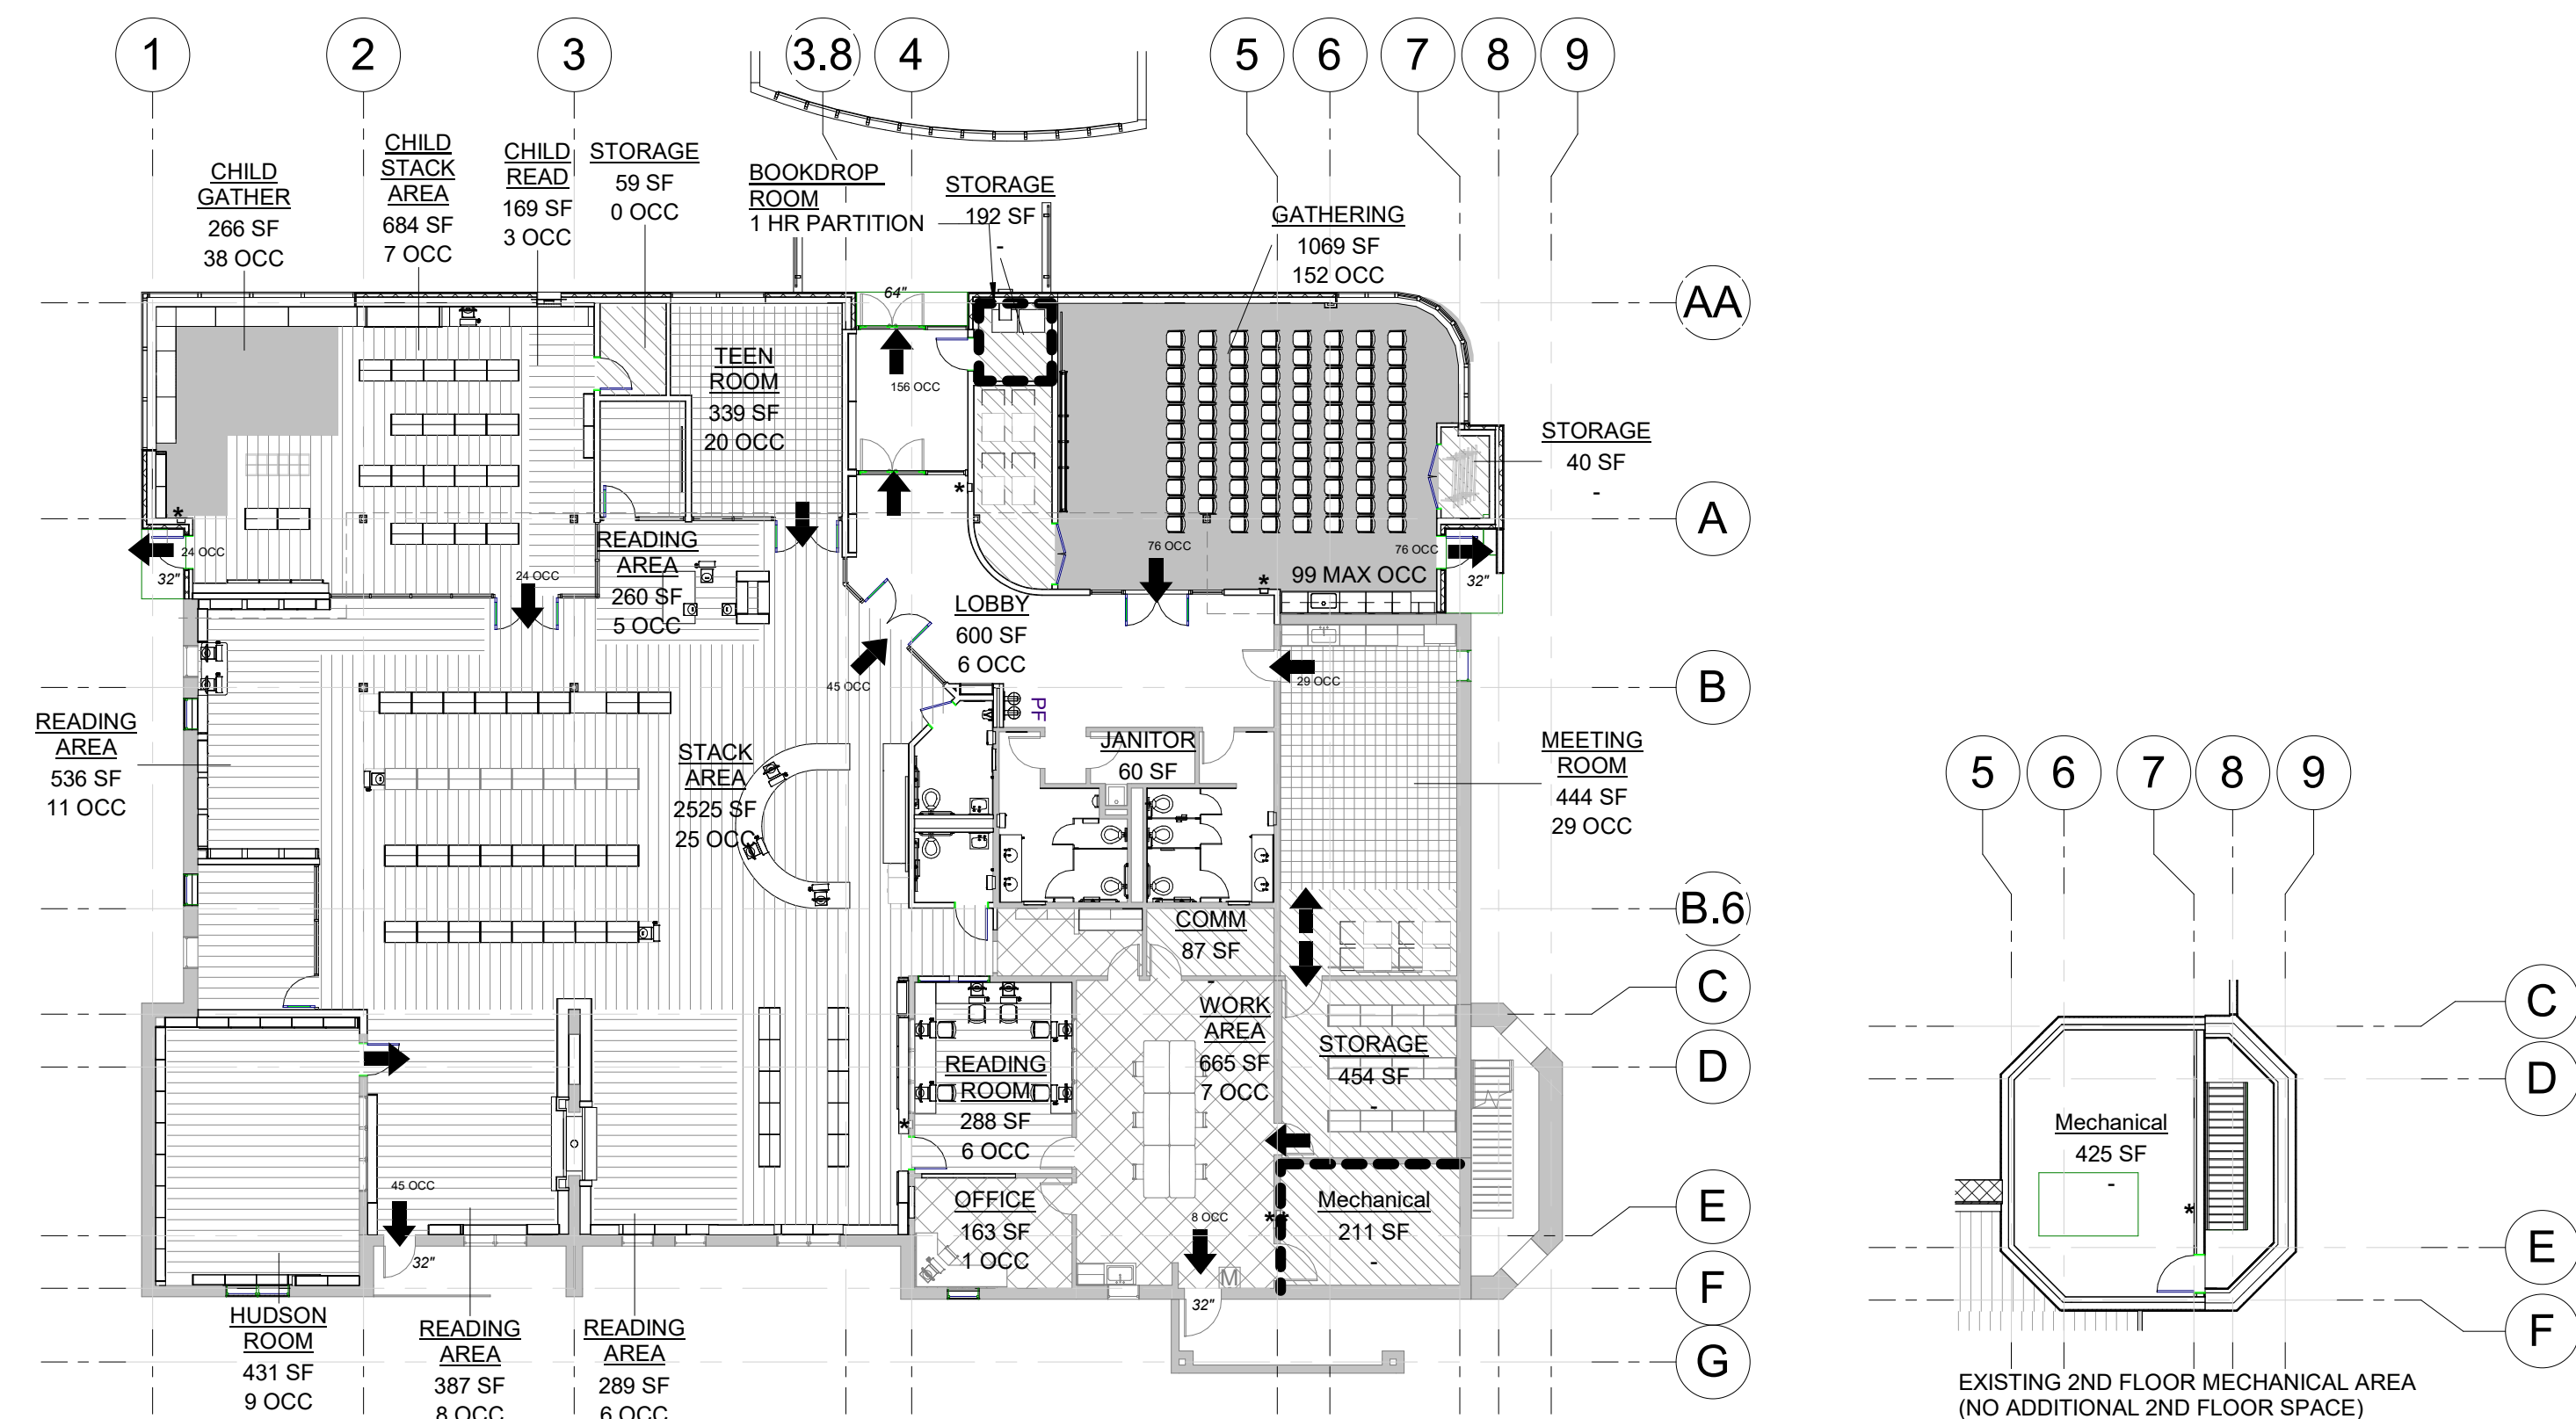 1
2
3
3.8
4
5
6
7
8
9
CHILD
GATHER
266 SF
38 OCC
CHILD
STACK
AREA
684 SF
7 OCC
CHILD
READ
169 SF
3 OCC
STORAGE
59 SF
0 OCC
BOOKDROP
ROOM
1 HR PARTITION
STORAGE
192 SF
-
GATHERING
1069 SF
152 OCC
AA
64"
156 OCC
TEEN
ROOM
339 SF
20 OCC
STORAGE
40 SF
-
A
*
*
24 OCC
32"
24 OCC
READING
AREA
260 SF
5 OCC
76 OCC
76 OCC
32"
99 MAX OCC
*
LOBBY
600 SF
6 OCC
45 OCC
29 OCC
B
PF
READING
AREA
536 SF
11 OCC
STACK
AREA
2525 SF
25 OCC
JANITOR
60 SF
MEETING
ROOM
444 SF
29 OCC
B.6
COMM
87 SF
-
C
WORK
AREA
665 SF
7 OCC
STORAGE
454 SF
-
D
READING
ROOM
288 SF
6 OCC
*
OFFICE
163 SF
1 OCC
8 OCC
**
Mechanical
211 SF
-
E
45 OCC
32"
M
32"
F
HUDSON
ROOM
431 SF
9 OCC
READING
AREA
387 SF
8 OCC
READING
AREA
289 SF
6 OCC
G
5
6
7
8
9
C
D
Mechanical
425 SF
-
*
E
F
EXISTING 2ND FLOOR MECHANICAL AREA
(NO ADDITIONAL 2ND FLOOR SPACE)